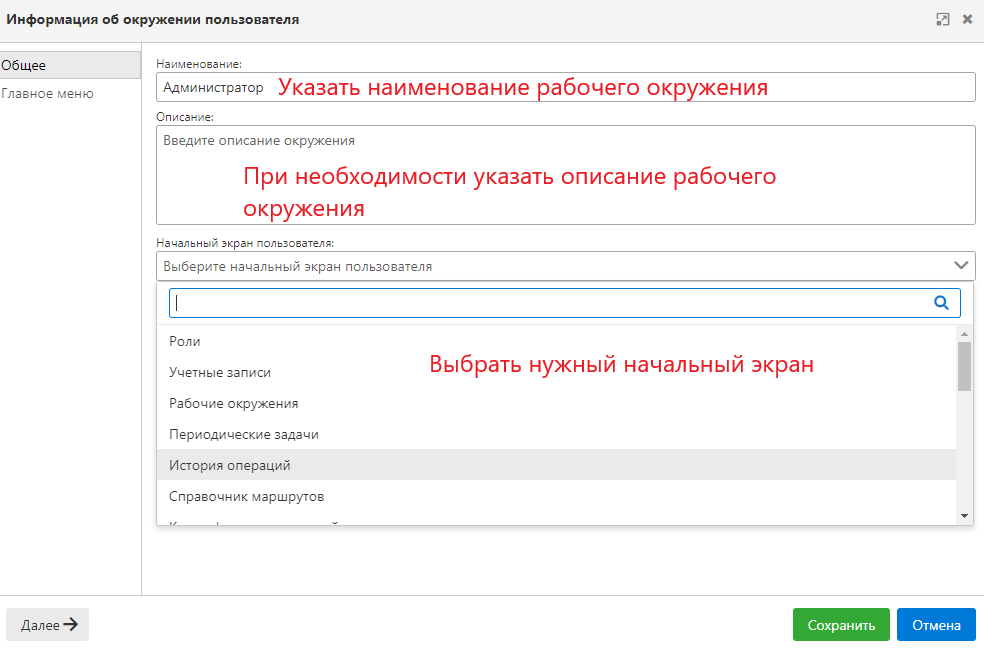 Информация об окружении пользователя
Общее
Главное меню
Наименование:
Администратор Указать наименование рабочего окружения
Описание:
Введите описание окружения
При необходимости указать описание рабочего
окружения
Начальный экран пользователя:
Выберите начальный экран пользователя
Роли
Выбрать нужный начальный экран
Учетные записи
Рабочие окружения
Периодические задачи
История операций
Справочник маршрутов
Далее
Сохранить
Отмена